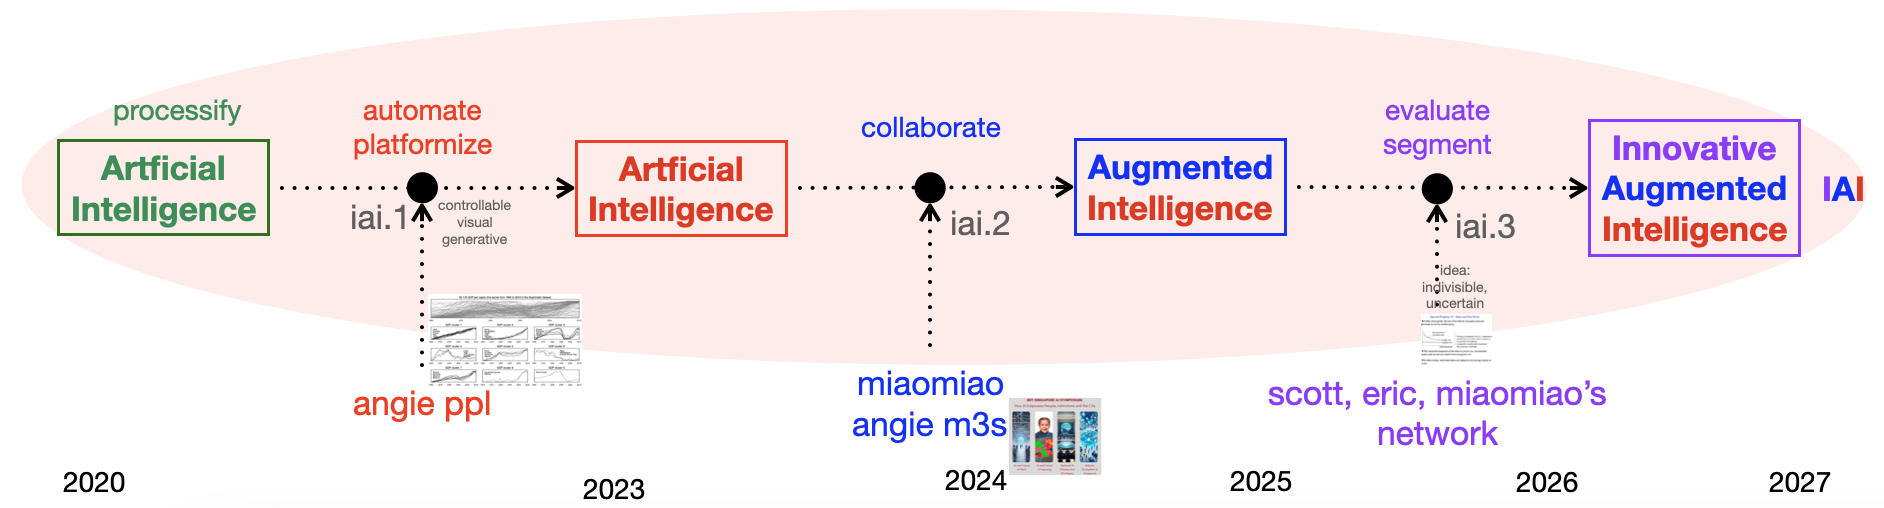 processify
Artficial
Intelligence
automate
platformize
iai.1
controllable
visual
generative
angie ppl
Artficial
Intelligence
collaborate
iai.2
miaomiao
angie m3s
Augmented
Intelligence
evaluate
segment
iai.3
idea:
indivisible,
uncertain
scott, eric, miaomiao’s
network
Innovative
Augmented
Intelligence
IAI
2020
2023
2024
2025
2026
2027